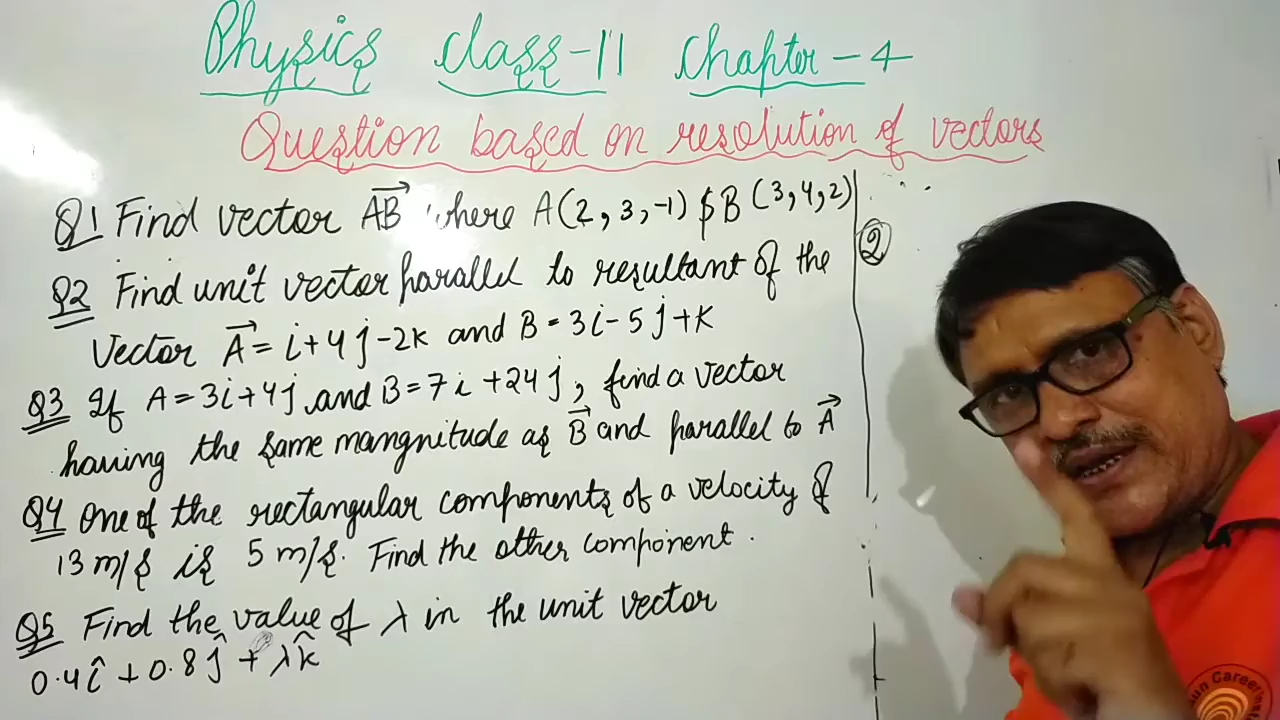 Physics Class-11 Chapter-4
Question based on resolution of vectors
Q1 Find vector AB where A(2,3,-1) & B(3,4,2)
Q2 Find unit vector parallel to resultant of the
Vector A = i+4j-2k and B = 3i-5j+k
Q3 If A=3i+4j and B=7i+24j, find a vector
having the same mangnitude as B and parallel to A
Q4 One of the rectangular components of a velocity of
13 m/s is 5 m/s. Find the other component.
Q5 Find the value of λ in the unit vector
0.4î + 0.8ĵ + λk̂
2
Sun Career